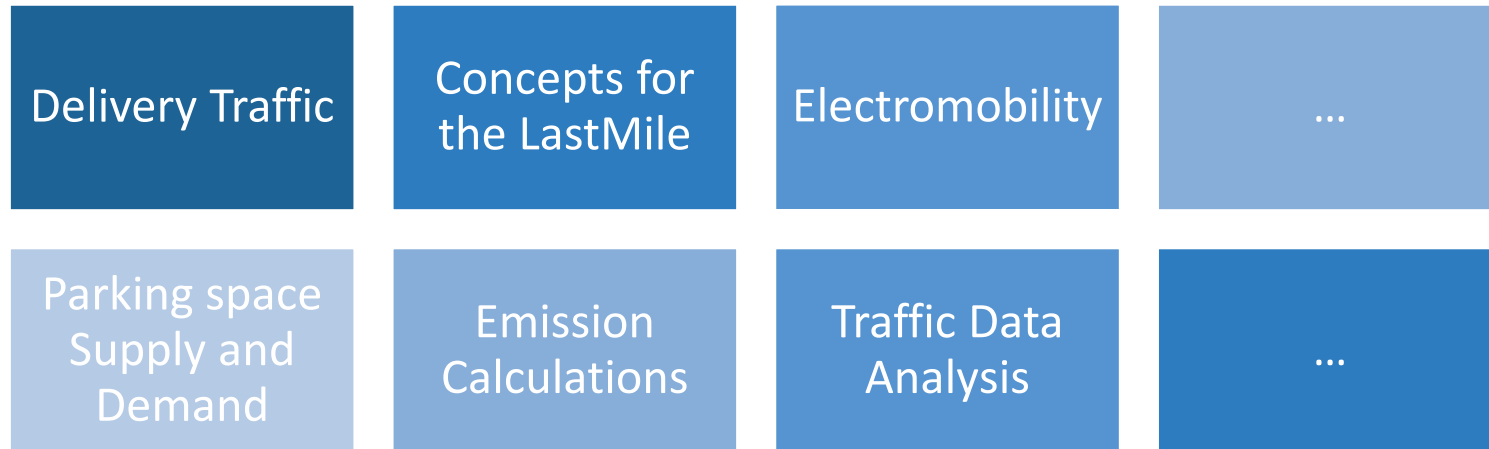 Delivery Traffic
Concepts for
the LastMile
Electromobility
...
Parking space
Supply and
Demand
Emission
Calculations
Traffic Data
Analysis
...